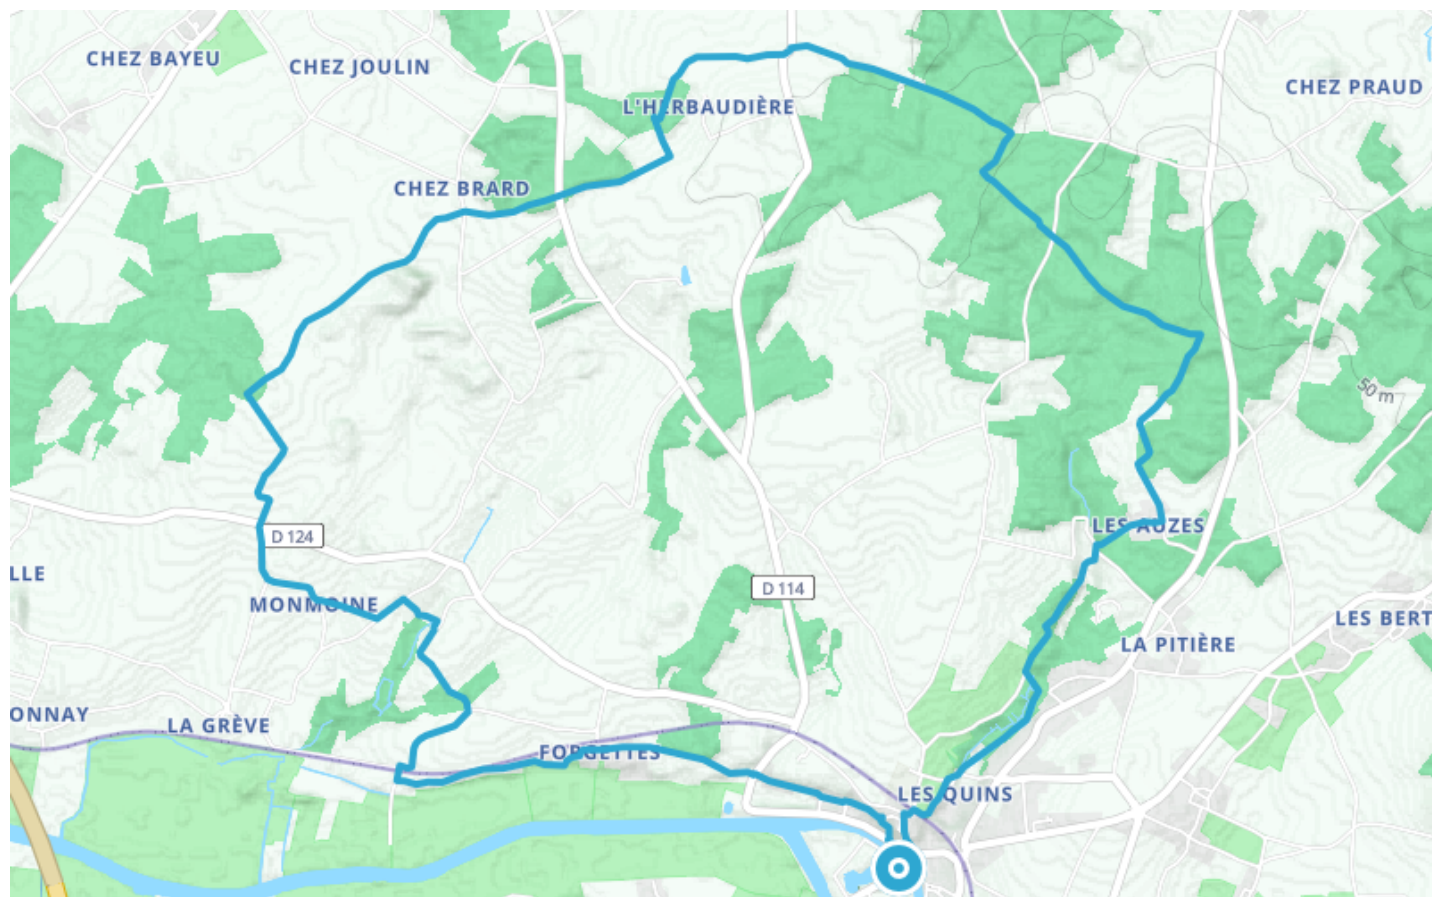 CHEZ BAYEU
CHEZ JOULIN
CHEZ PRAUD
L'HERBAUDIÈRE
CHEZ BRARD
50 m
LES AUZES
D 124
LLE
D 114
MONMOINE
LES BERT
LA PITIÈRE
ONNAY
LA GRÈVE
FORGETTES
LES QUINS